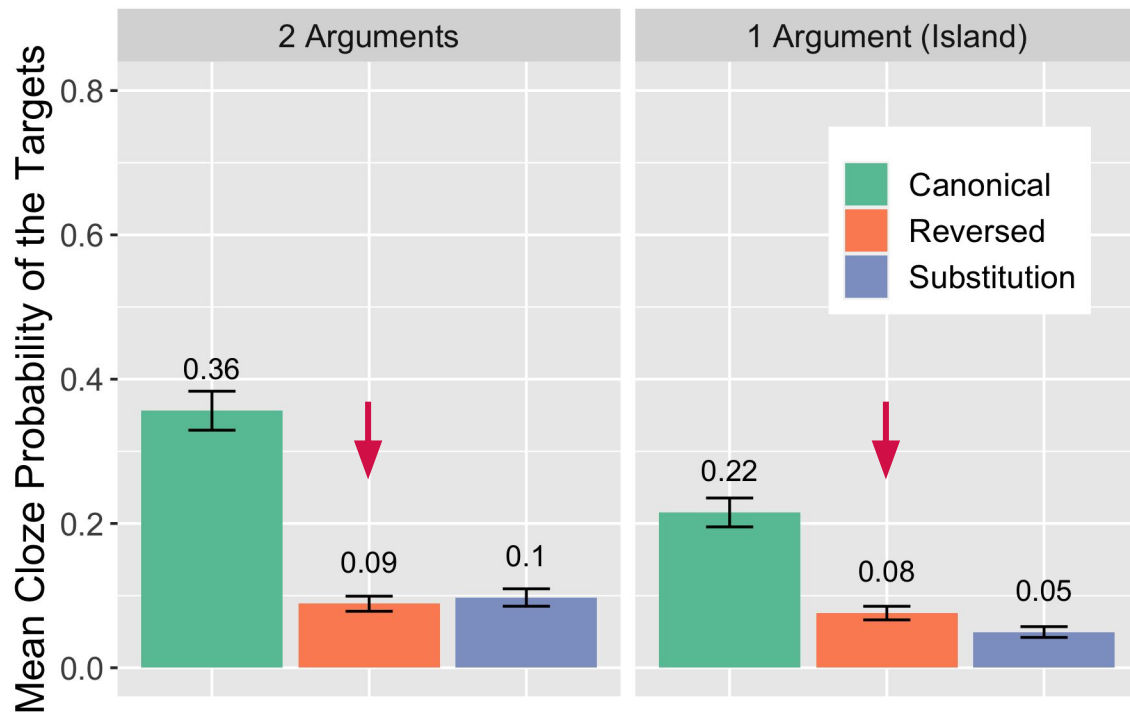 Mean Cloze Probability of the Targets
2 Arguments
1 Argument (Island)
0.8
0.6
0.4
0.2
0.0
Canonical
Reversed
Substitution
0.36
0.09
0.1
0.22
0.08
0.05